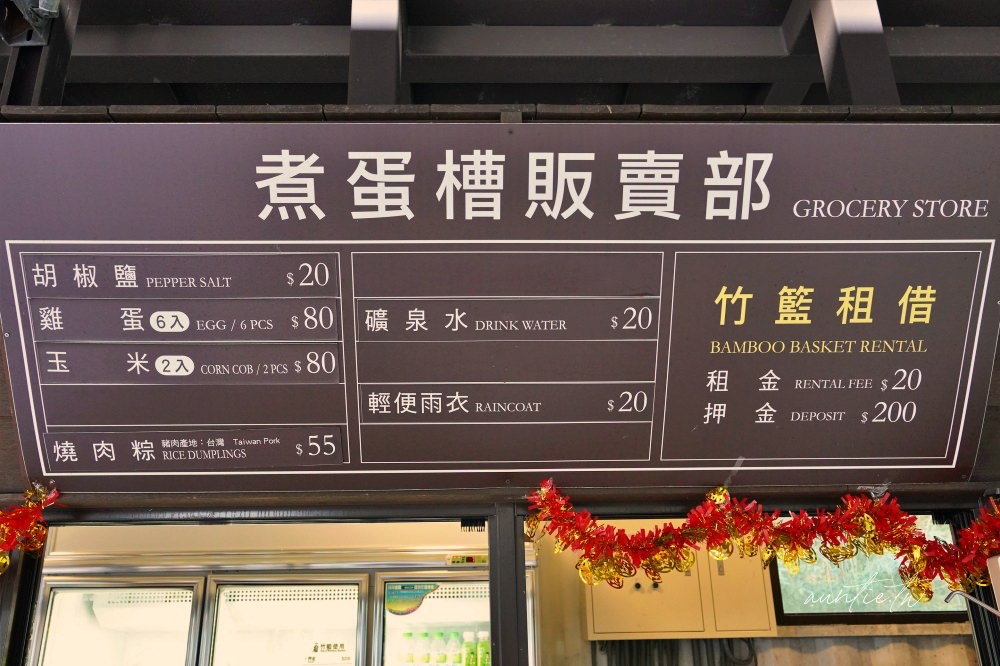 煮蛋槽販賣部 GROCERY STORE
胡椒鹽 PEPPER SALT $20
雞蛋 6入 EGG / 6 PCS $80
玉米 2入 CORN COB / 2 PCS $80
燒肉粽 豬肉產地：台灣 Taiwan Pork
RICE DUMPLINGS $55
礦泉水 DRINK WATER $20
輕便雨衣 RAINCOAT $20
竹籃租借
BAMBOO BASKET RENTAL
租金 RENTAL FEE $20
押金 DEPOSIT $200
auntie.th